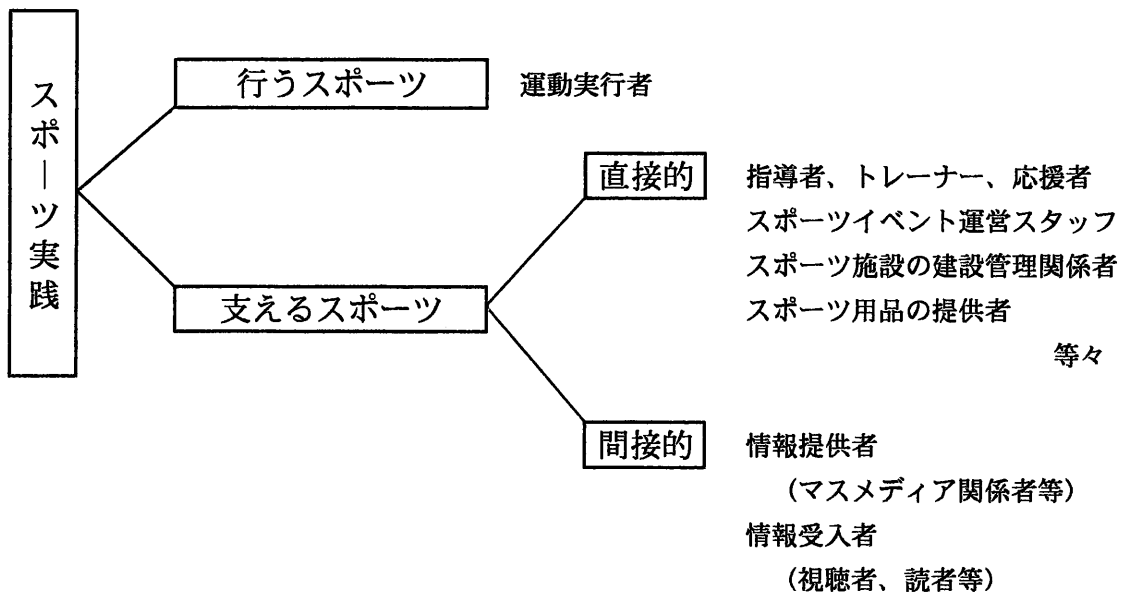 スポーツ実践
行うスポーツ
運動実行者
支えるスポーツ
直接的
指導者、トレーナー、応援者
スポーツイベント運営スタッフ
スポーツ施設の建設管理関係者
スポーツ用品の提供者
等々
間接的
情報提供者
（マスメディア関係者等）
情報受入者
（視聴者、読者等）